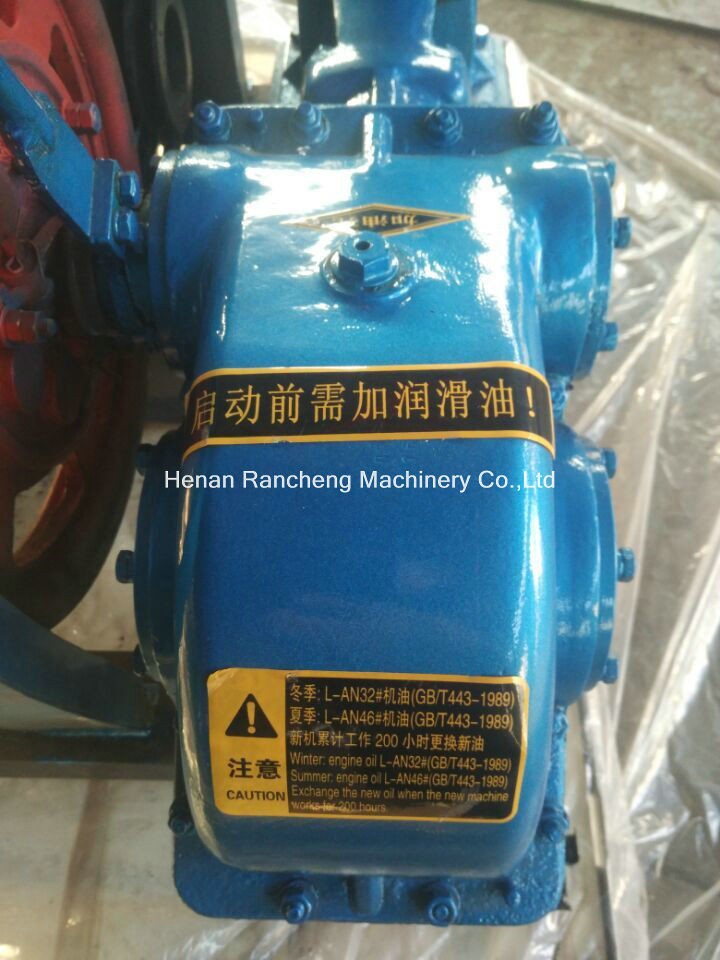 加油
启动前需加润滑油！
Henan Rancheng Machinery Co.,Ltd
注意
CAUTION
冬季: L-AN32#机油(GB/T443-1989)
夏季: L-AN46#机油(GB/T443-1989)
新机累计工作 200 小时更换新油
Winter: engine oil L-AN32#(GB/T443-1989)
Summer: engine oil L-AN46#(GB/T443-1989)
Exchange the new oil when the new machine
works for 200 hours.